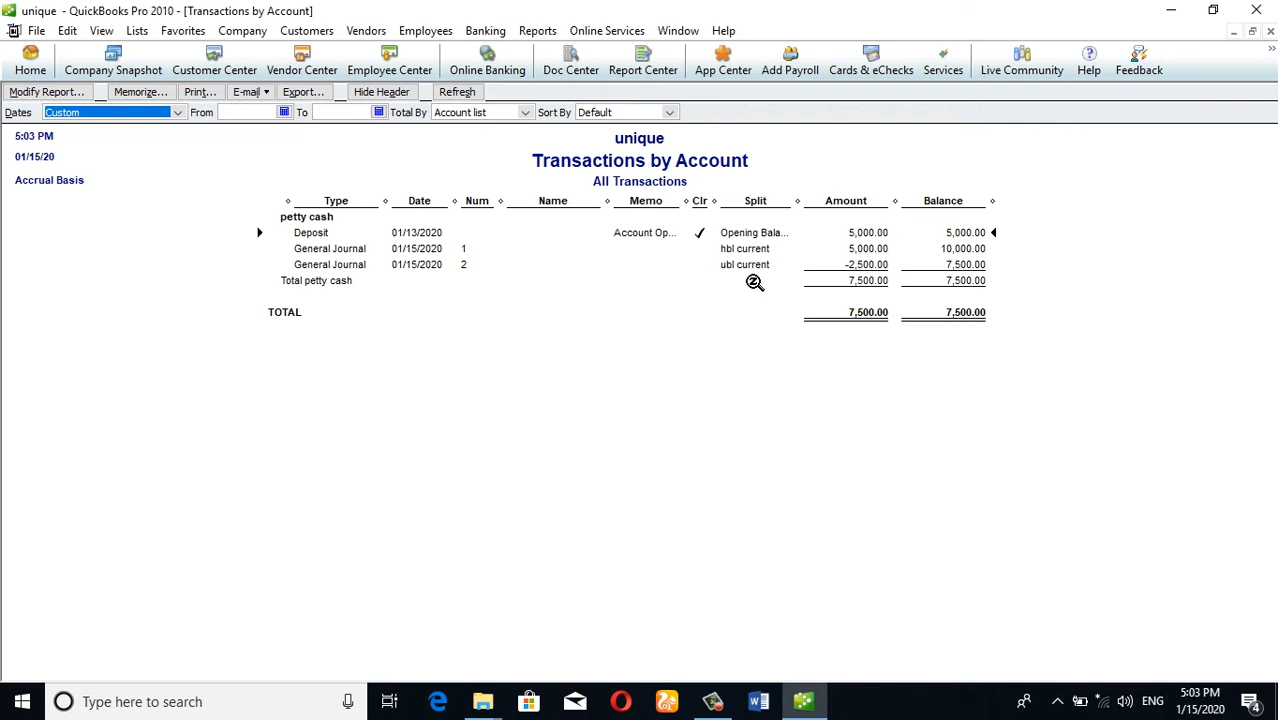 unique - QuickBooks Pro 2010 - [Transactions by Account]
File Edit View Lists Favorites Company Customers Vendors Employees Banking Reports Online Services Window Help
Home Company Snapshot Customer Center Vendor Center Employee Center Online Banking Doc Center Report Center App Center Add Payroll Cards & eChecks Services Live Community Help Feedback
Modify Report... Memorize... Print... E-mail Export... Hide Header Refresh
Dates Custom From To Total By Account list Sort By Default
5:03 PM unique
01/15/20 Transactions by Account
Accrual Basis All Transactions
Type Date Num Name Memo Clr Split Amount Balance
petty cash
Deposit 01/13/2020 Account Op... ✓ Opening Bala... 5,000.00 5,000.00
General Journal 01/15/2020 1 hbl current 5,000.00 10,000.00
General Journal 01/15/2020 2 ubl current -2,500.00 7,500.00
Total petty cash 7,500.00 7,500.00
TOTAL 7,500.00 7,500.00
Type here to search ENG 5:03 PM
1/15/2020 4